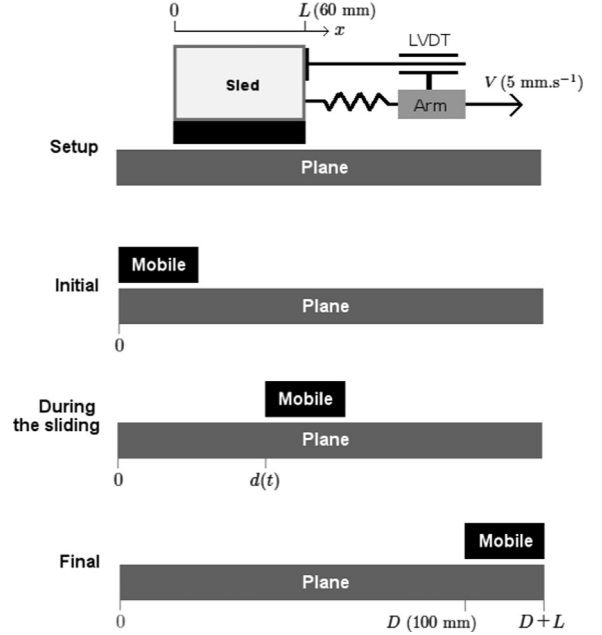 0
L (60 mm)
x
LVDT
Sled
V (5 mm.s⁻¹)
Arm
Setup
Plane
Mobile
Initial
Plane
0
Mobile
During
the sliding
Plane
0
d(t)
Mobile
Final
Plane
0
D (100 mm)
D + L